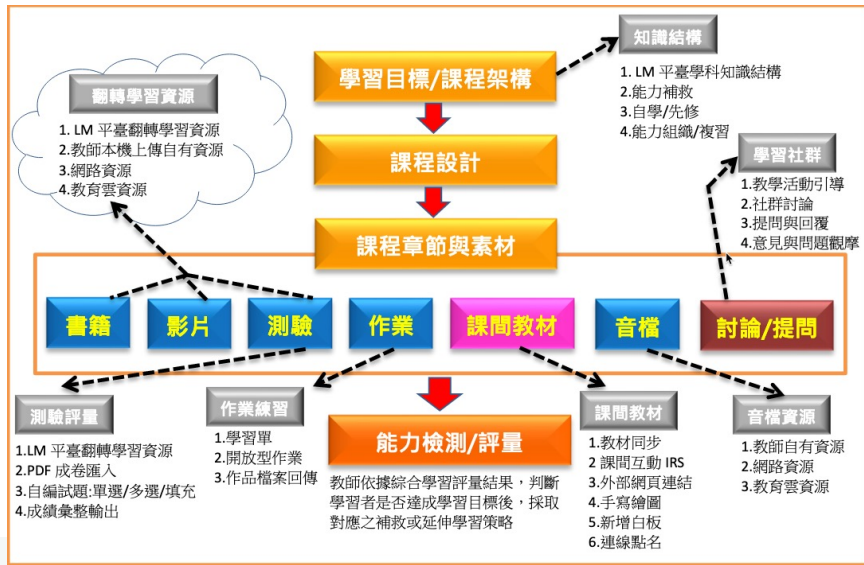 知識結構
1. LM 平臺學科知識結構
2.能力補救
3.自學/先修
4.能力組織/複習
學習目標/課程架構
翻轉學習資源
1. LM 平臺翻轉學習資源
2.教師本機上傳自有資源
3.網路資源
4.教育雲資源
課程設計
學習社群
1.教學活動引導
2.社群討論
3.提問與回覆
4.意見與問題觀摩
課程章節與素材
書籍
影片
測驗
作業
課間教材
音檔
討論/提問
測驗評量
1.LM 平臺翻轉學習資源
2.PDF 成卷匯入
3.自編試題:單選/多選/填充
4.成績彙整輸出
作業練習
1.學習單
2.開放型作業
3.作品檔案回傳
能力檢測/評量
教師依據綜合學習評量結果，判斷
學習者是否達成學習目標後，採取
對應之補救或延伸學習策略
課間教材
1.教材同步
2 課間互動 IRS
3.外部網頁連結
4.手寫繪圖
5.新增白板
6.連線點名
音檔資源
1.教師自有資源
2.網路資源
3.教育雲資源